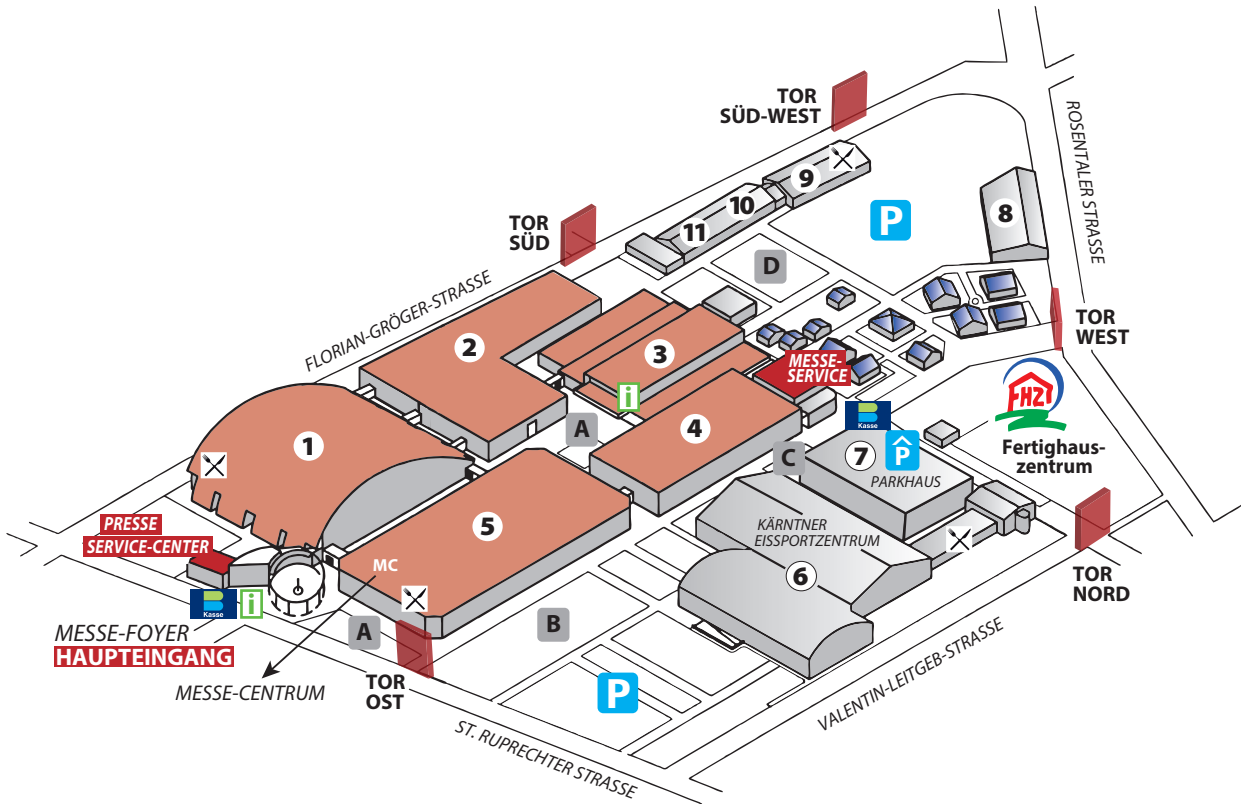 TOR
SÜD-WEST
ROSENTALER STRASSE
9
10
11
8
P
TOR
SÜD
D
FLORIAN-GRÖGER-STRASSE
TOR
WEST
2
3
MESSE-
SERVICE
i
FHZ
Fertighaus-
zentrum
Kasse
A
4
1
C
7
P
PARKHAUS
5
KÄRNTNER
EISSPORTZENTRUM
PRESSE
SERVICE-CENTER
MC
6
TOR
NORD
Kasse
i
MESSE-FOYER
HAUPTEINGANG
A
B
MESSE-CENTRUM
TOR
OST
P
VALENTIN-LEITGEB-STRASSE
ST. RUPRECHTER STRASSE